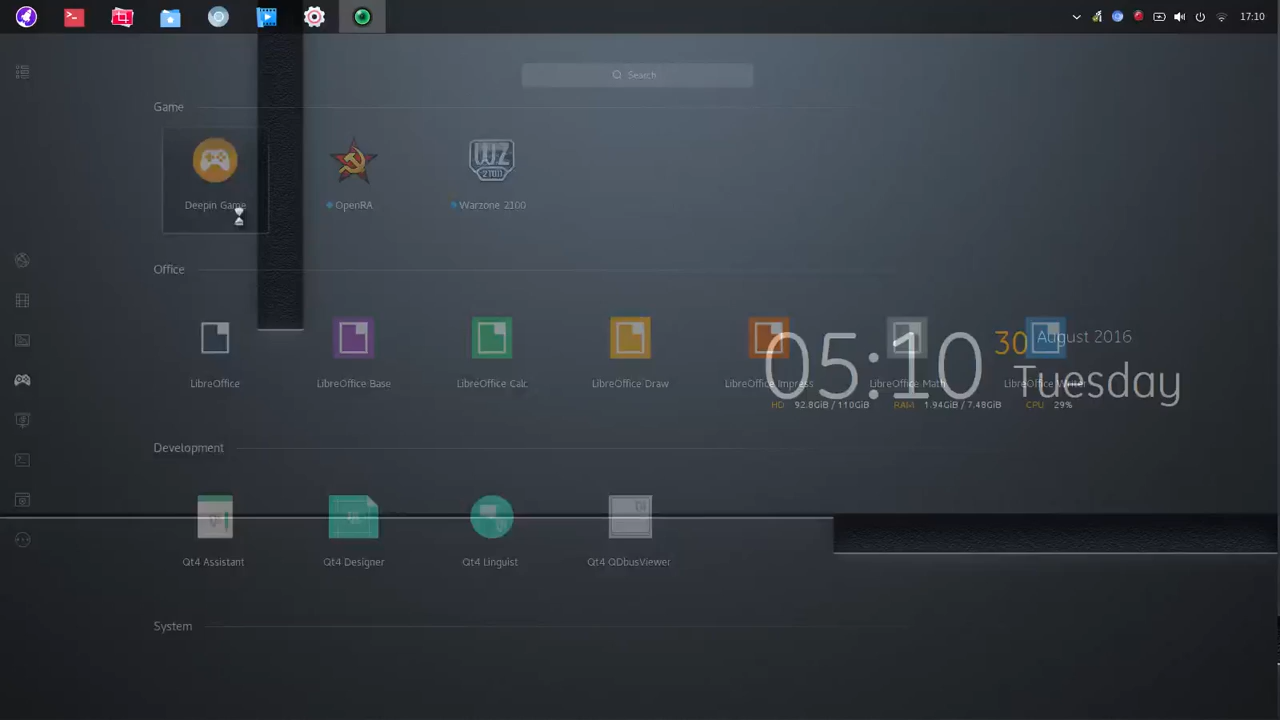 17:10
Search
Game
Deepin Game
OpenRA
WZ
2100
Warzone 2100
Office
LibreOffice
LibreOffice Base
LibreOffice Calc
LibreOffice Draw
LibreOffice Impress
LibreOffice Math
LibreOffice Writer
05:10
30
August 2016
Tuesday
HD 92.8GiB / 110GiB RAM 1.94GiB / 7.48GiB CPU 29%
Development
Qt4 Assistant
Qt4 Designer
Qt4 Linguist
Qt4 QDbusViewer
System